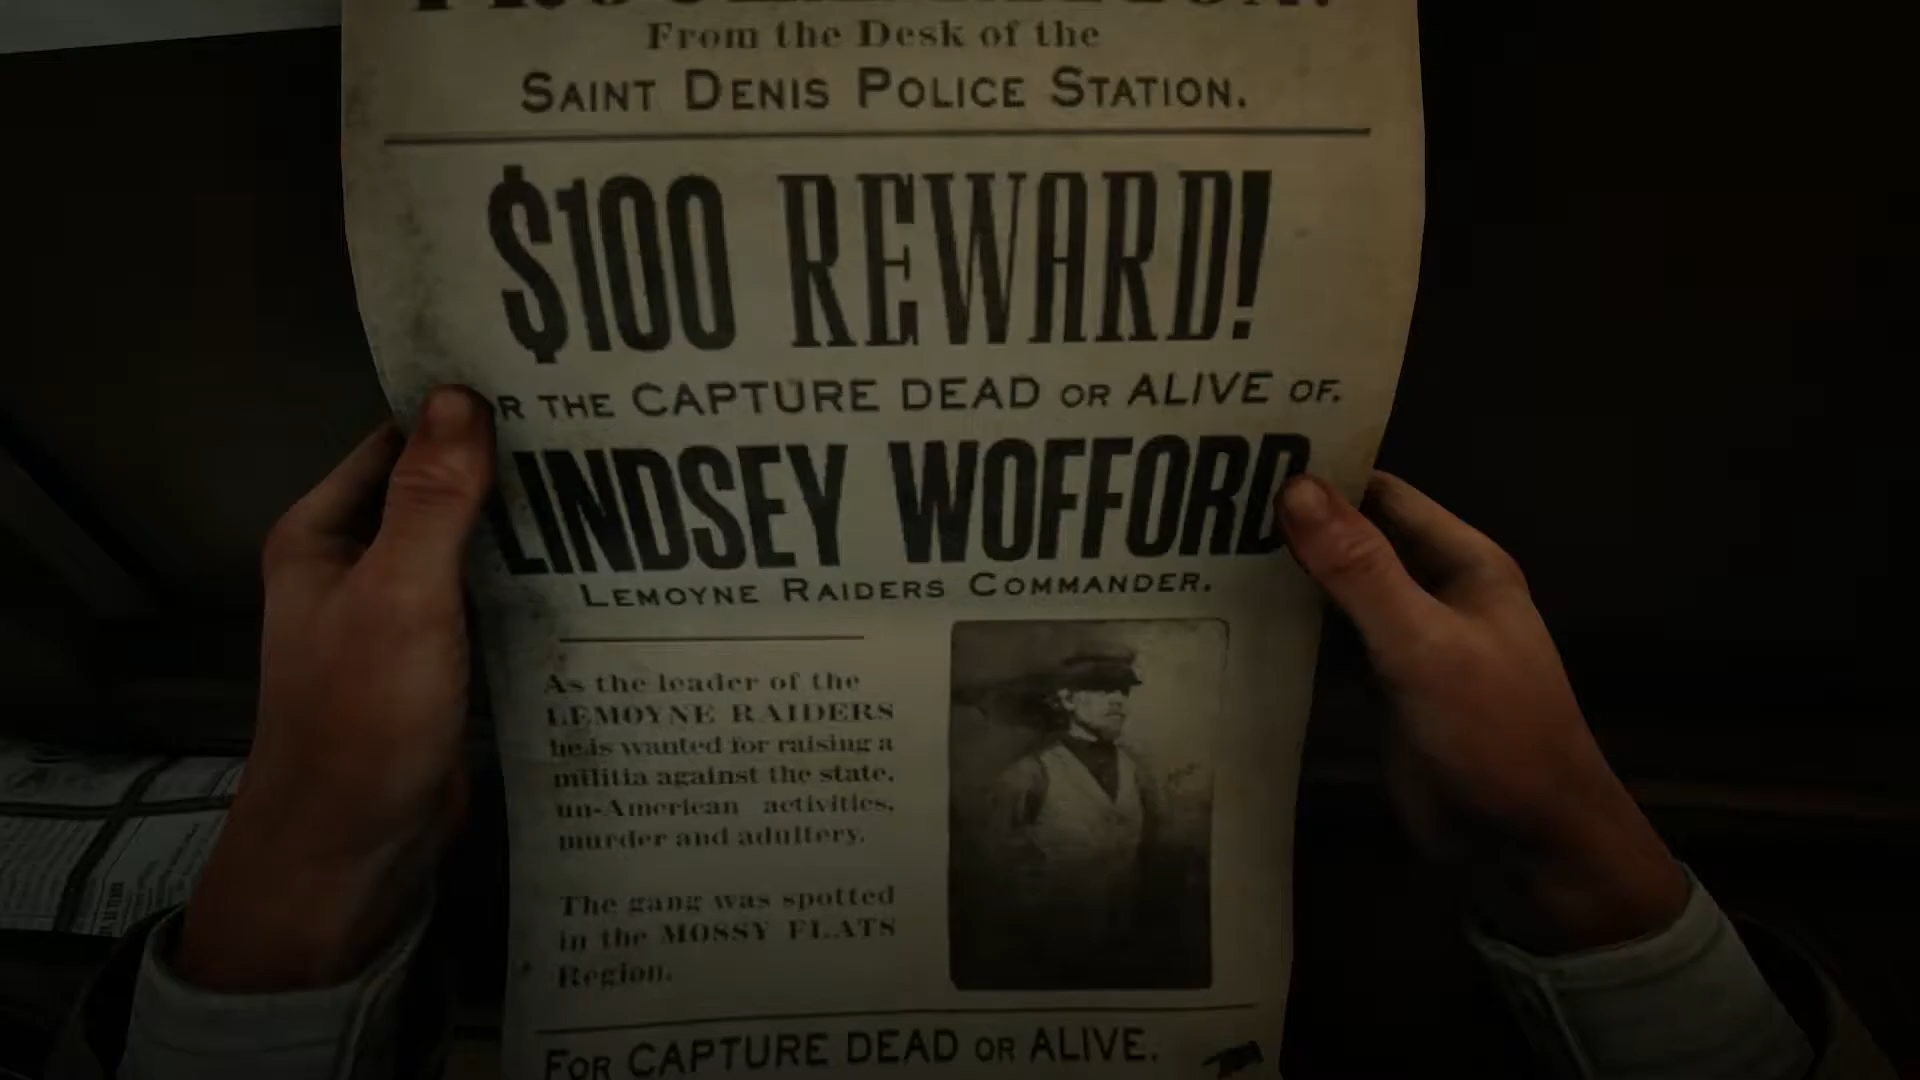 From the Desk of the
SAINT DENIS POLICE STATION.
$100 REWARD!
R THE CAPTURE DEAD OR ALIVE OF.
LINDSEY WOFFORD
LEMOYNE RAIDERS COMMANDER.
As the leader of the
LEMOYNE RAIDERS
he is wanted for raising a
militia against the state,
un-American activities,
murder and adultery.
The gang was spotted
in the MOSSY FLATS
Region.
FOR CAPTURE DEAD OR ALIVE.